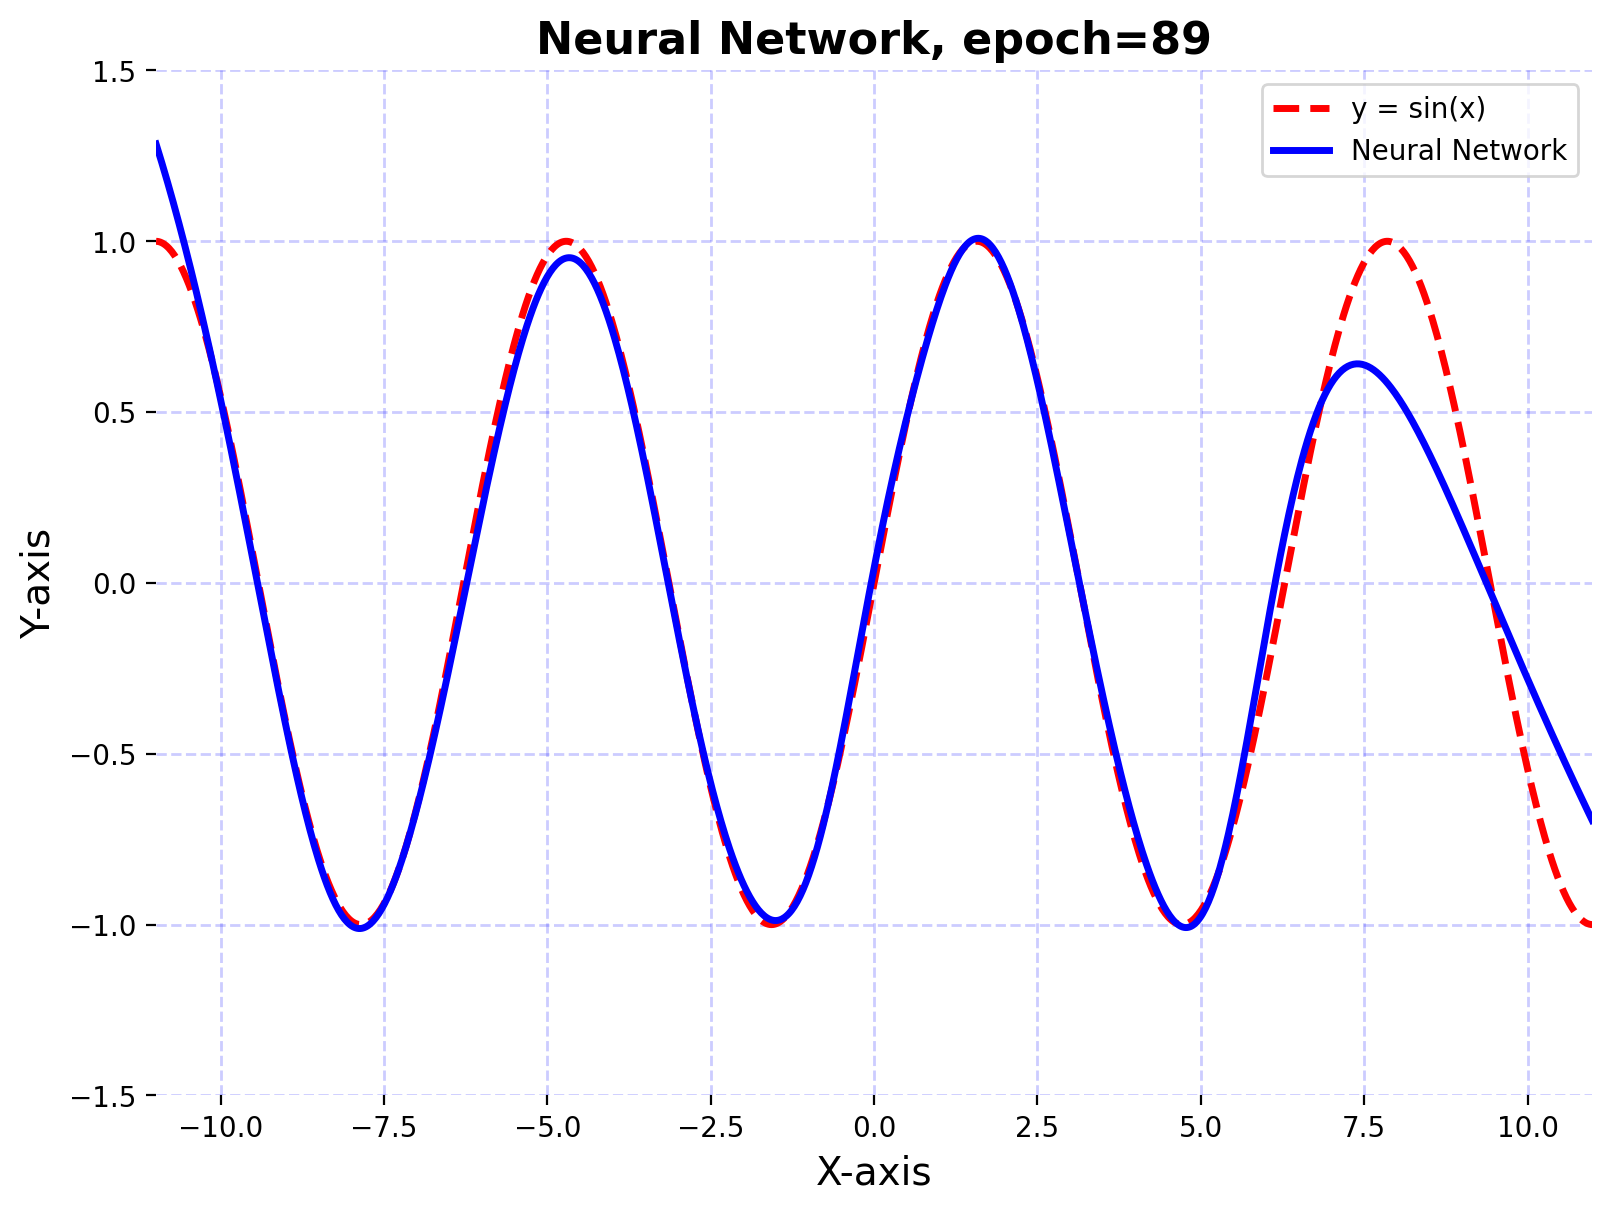 Neural Network, epoch=89
1.5
1.0
0.5
0.0
−0.5
−1.0
−1.5
Y-axis
y = sin(x)
Neural Network
−10.0 −7.5 −5.0 −2.5 0.0 2.5 5.0 7.5 10.0
X-axis